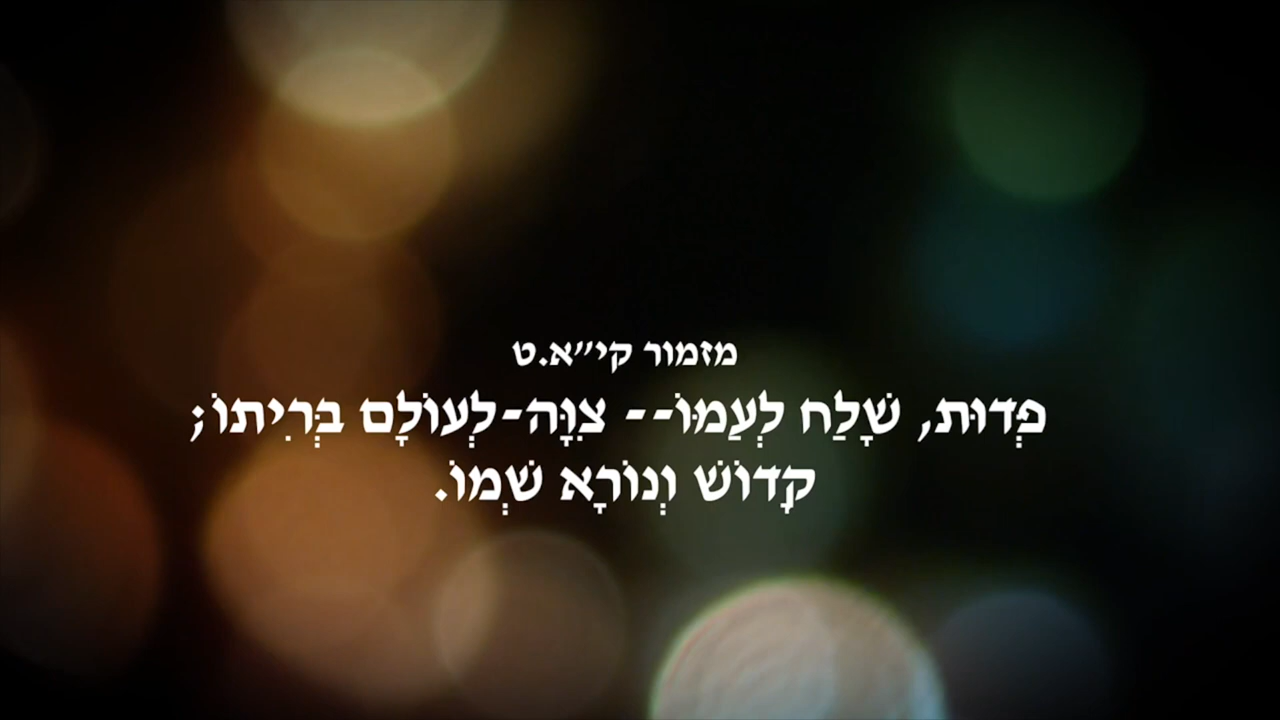 מזמור קי״א.ט
פְּדוּת, שָׁלַח לְעַמּוֹ-- צִוָּה-לְעוֹלָם בְּרִיתוֹ;
קָדוֹשׁ וְנוֹרָא שְׁמוֹ.